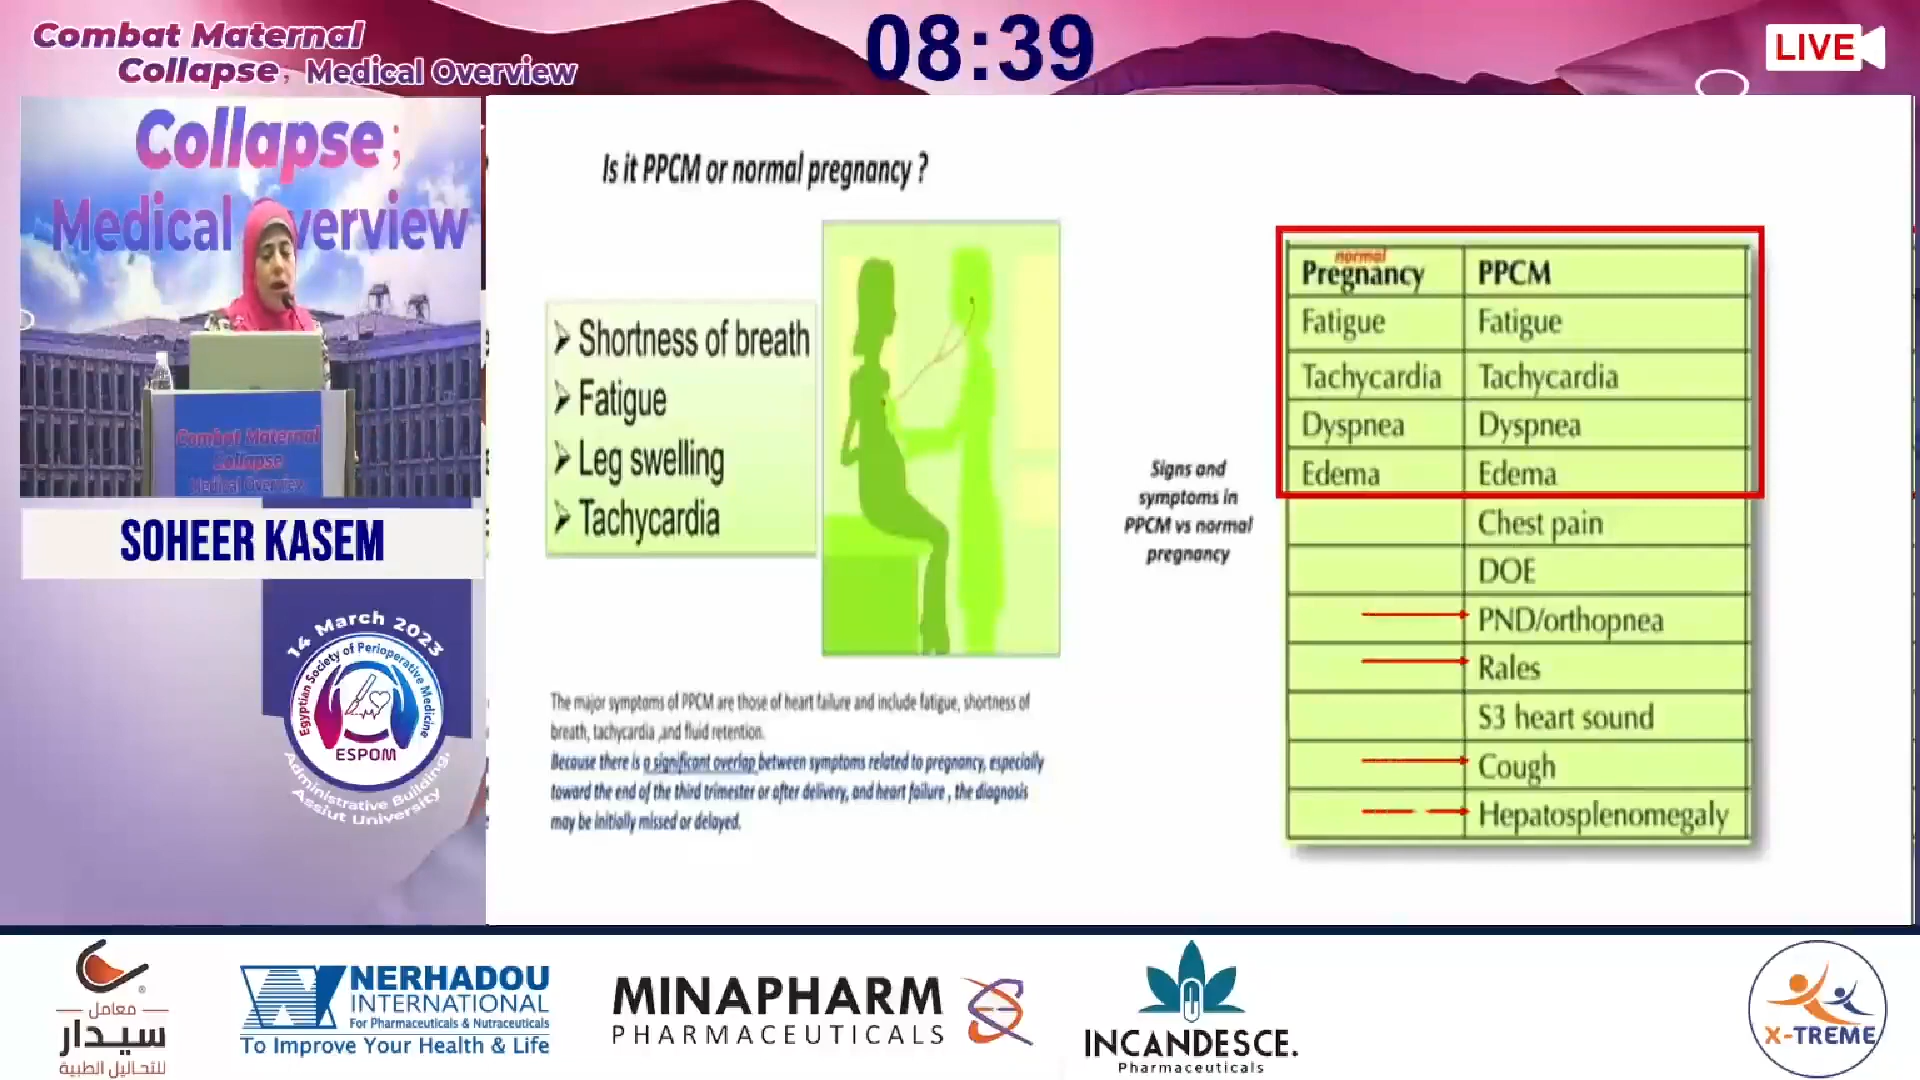 Combat Maternal
Collapse; Medical Overview
08:39
LIVE
Collapse;
Medical Overview
Combat Maternal
Collapse
Medical Overview
SOHEER KASEM
14 March 2023
Egyptian Society of Perioperative Medicine
ESPOM
Administrative Building,
Assiut University
Is it PPCM or normal pregnancy ?
Shortness of breath
Fatigue
Leg swelling
Tachycardia
The major symptoms of PPCM are those of heart failure and include fatigue, shortness of
breath, tachycardia ,and fluid retention.
Because there is a significant overlap between symptoms related to pregnancy, especially
toward the end of the third trimester or after delivery, and heart failure , the diagnosis
may be initially missed or delayed.
Signs and
symptoms in
PPCM vs normal
pregnancy
normal
Pregnancy PPCM
Fatigue Fatigue
Tachycardia Tachycardia
Dyspnea Dyspnea
Edema Edema
Chest pain
DOE
PND/orthopnea
Rales
S3 heart sound
Cough
Hepatosplenomegaly
معامل
سيدار
للتحاليل الطبية
NERHADOU
INTERNATIONAL
For Pharmaceuticals & Nutraceuticals
To Improve Your Health & Life
MINAPHARM
PHARMACEUTICALS
INCANDESCE.
Pharmaceuticals
X-TREME